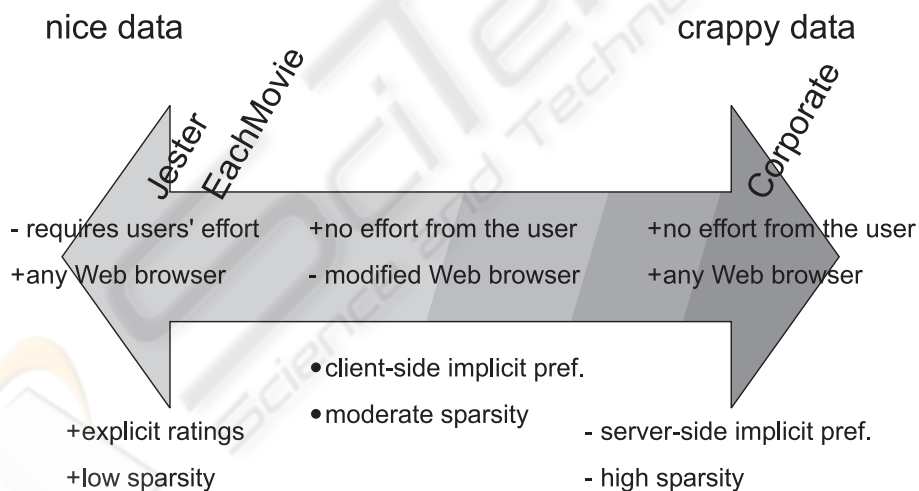 nice data
crappy data
Jester
EachMovie
Corporate
- requires users' effort
+any Web browser
+no effort from the user
- modified Web browser
+no effort from the user
+any Web browser
•client-side implicit pref.
•moderate sparsity
+explicit ratings
+low sparsity
- server-side implicit pref.
- high sparsity